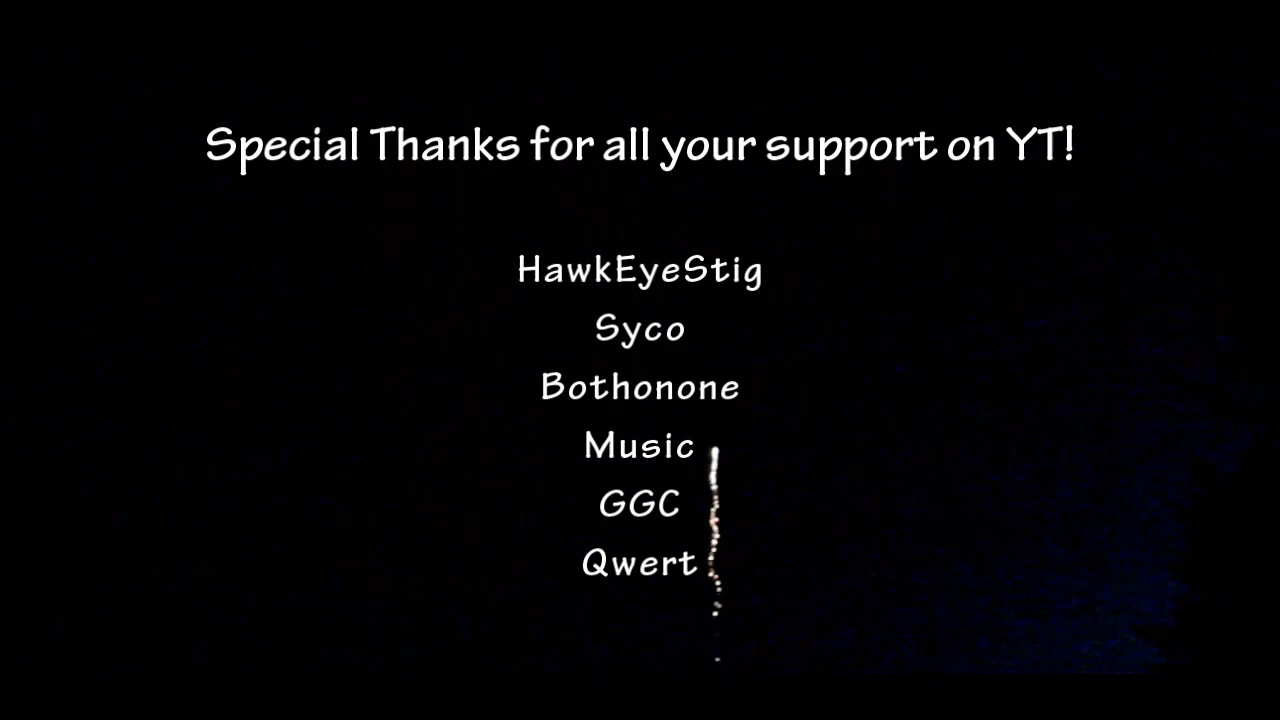 Special Thanks for all your support on YT!
HawkEyeStig
Syco
Bothonone
Music
GGC
Qwert